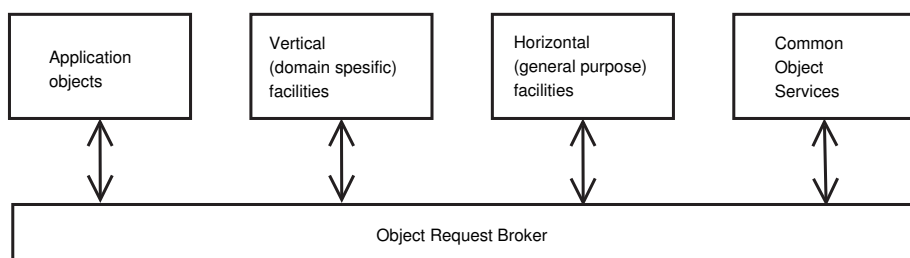 Application
objects
Vertical
(domain spesific)
facilities
Horizontal
(general purpose)
facilities
Common
Object
Services
Object Request Broker